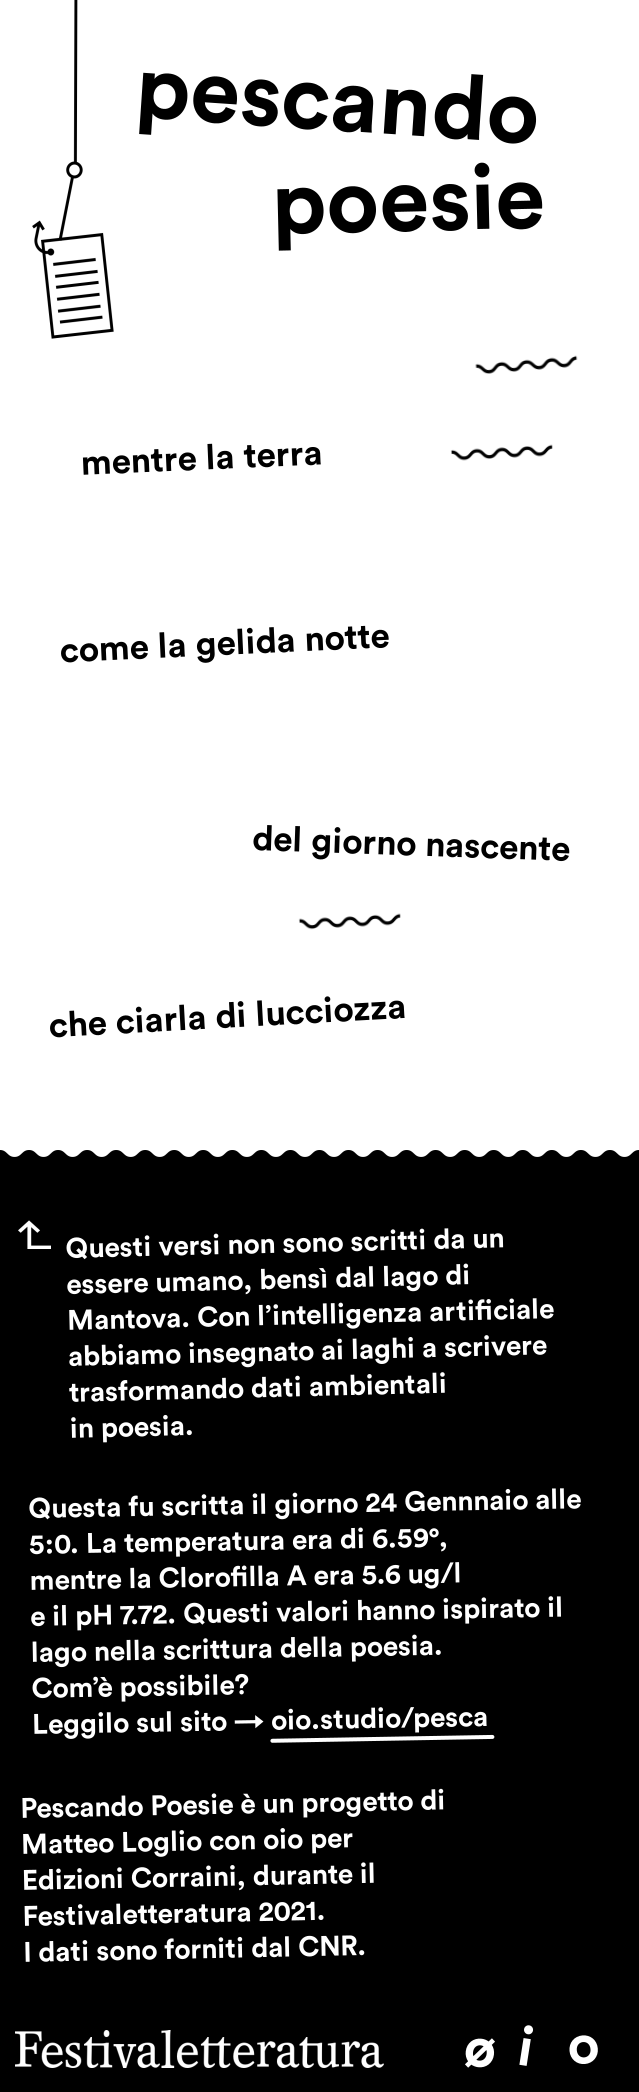 pescando
poesie
mentre la terra
come la gelida notte
del giorno nascente
che ciarla di lucciozza
Questi versi non sono scritti da un
essere umano, bensì dal lago di
Mantova. Con l’intelligenza artificiale
abbiamo insegnato ai laghi a scrivere
trasformando dati ambientali
in poesia.
Questa fu scritta il giorno 24 Gennnaio alle
5:0. La temperatura era di 6.59°,
mentre la Clorofilla A era 5.6 ug/l
e il pH 7.72. Questi valori hanno ispirato il
lago nella scrittura della poesia.
Com’è possibile?
Leggilo sul sito → oio.studio/pesca
Pescando Poesie è un progetto di
Matteo Loglio con oio per
Edizioni Corraini, durante il
Festivaletteratura 2021.
I dati sono forniti dal CNR.
Festivaletteratura ø i o